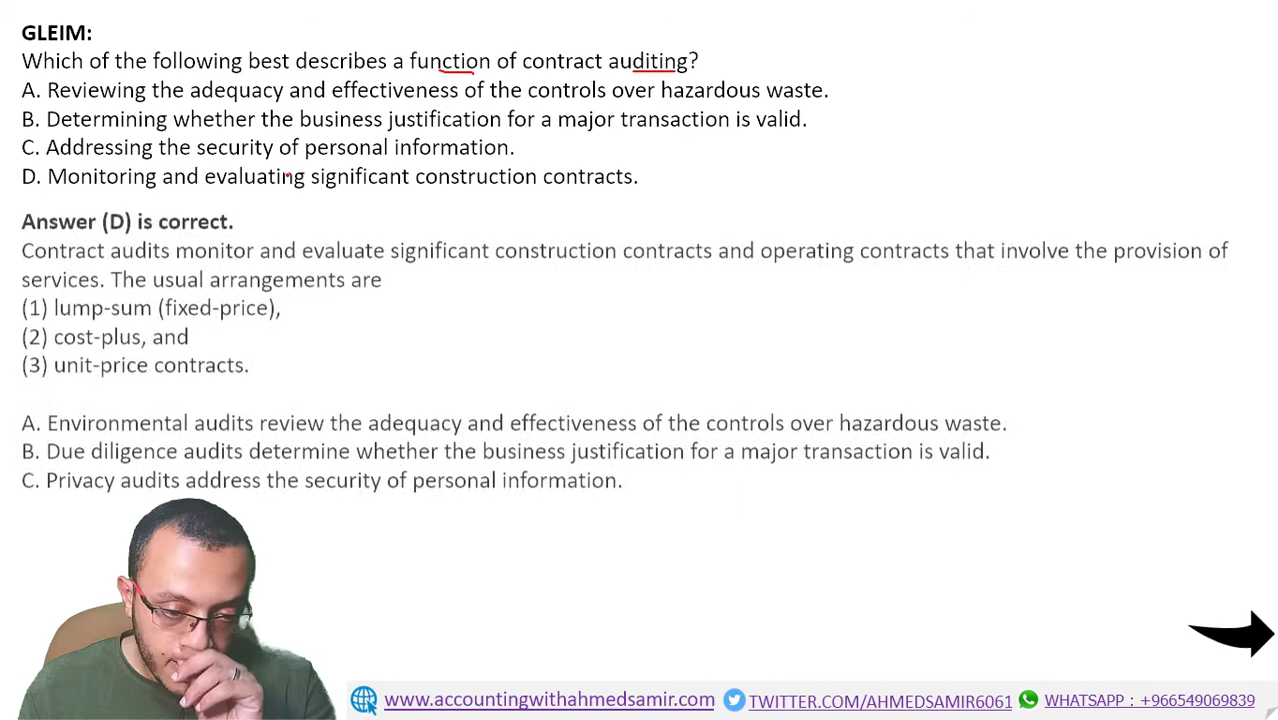 GLEIM:
Which of the following best describes a function of contract auditing?
A. Reviewing the adequacy and effectiveness of the controls over hazardous waste.
B. Determining whether the business justification for a major transaction is valid.
C. Addressing the security of personal information.
D. Monitoring and evaluating significant construction contracts.
Answer (D) is correct.
Contract audits monitor and evaluate significant construction contracts and operating contracts that involve the provision of
services. The usual arrangements are
(1) lump-sum (fixed-price),
(2) cost-plus, and
(3) unit-price contracts.
A. Environmental audits review the adequacy and effectiveness of the controls over hazardous waste.
B. Due diligence audits determine whether the business justification for a major transaction is valid.
C. Privacy audits address the security of personal information.
www.accountingwithahmedsamir.com TWITTER.COM/AHMEDSAMIR6061 WHATSAPP : +966549069839